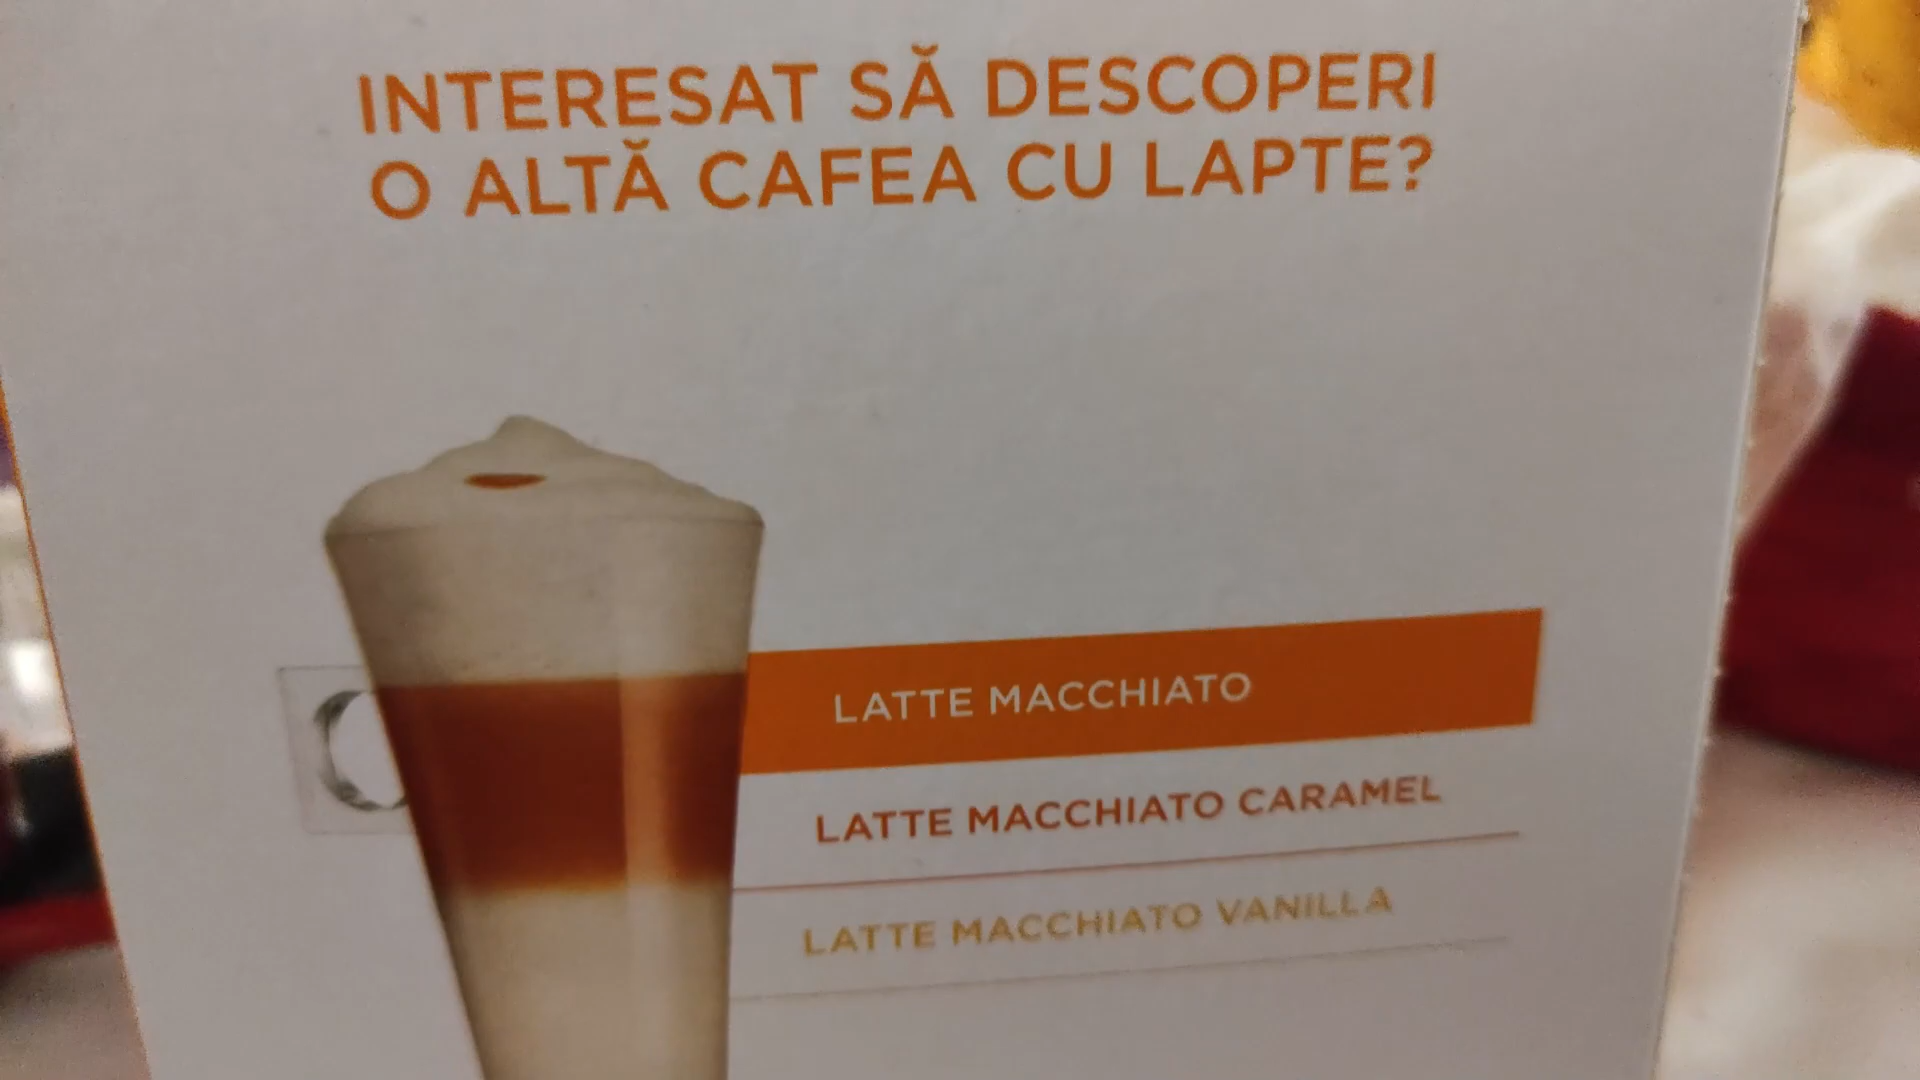 INTERESAT SĂ DESCOPERI
O ALTĂ CAFEA CU LAPTE?
LATTE MACCHIATO
LATTE MACCHIATO CARAMEL
LATTE MACCHIATO VANILLA